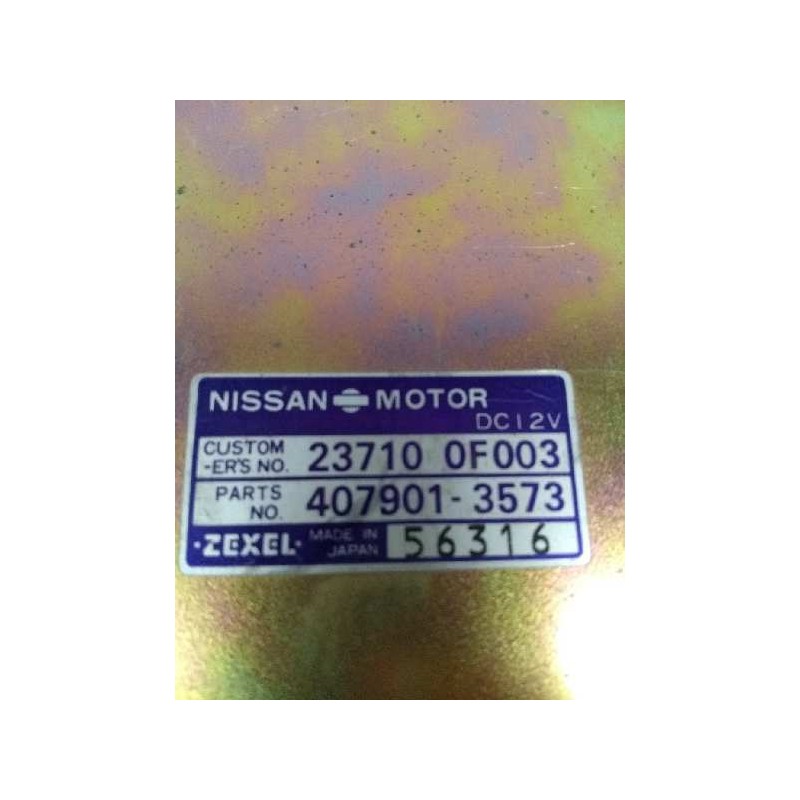 NISSAN MOTOR
DC12V
CUSTOM
-ER'S NO. 23710 0F003
PARTS
NO. 407901-3573
·ZEXEL· MADE IN
JAPAN 56316